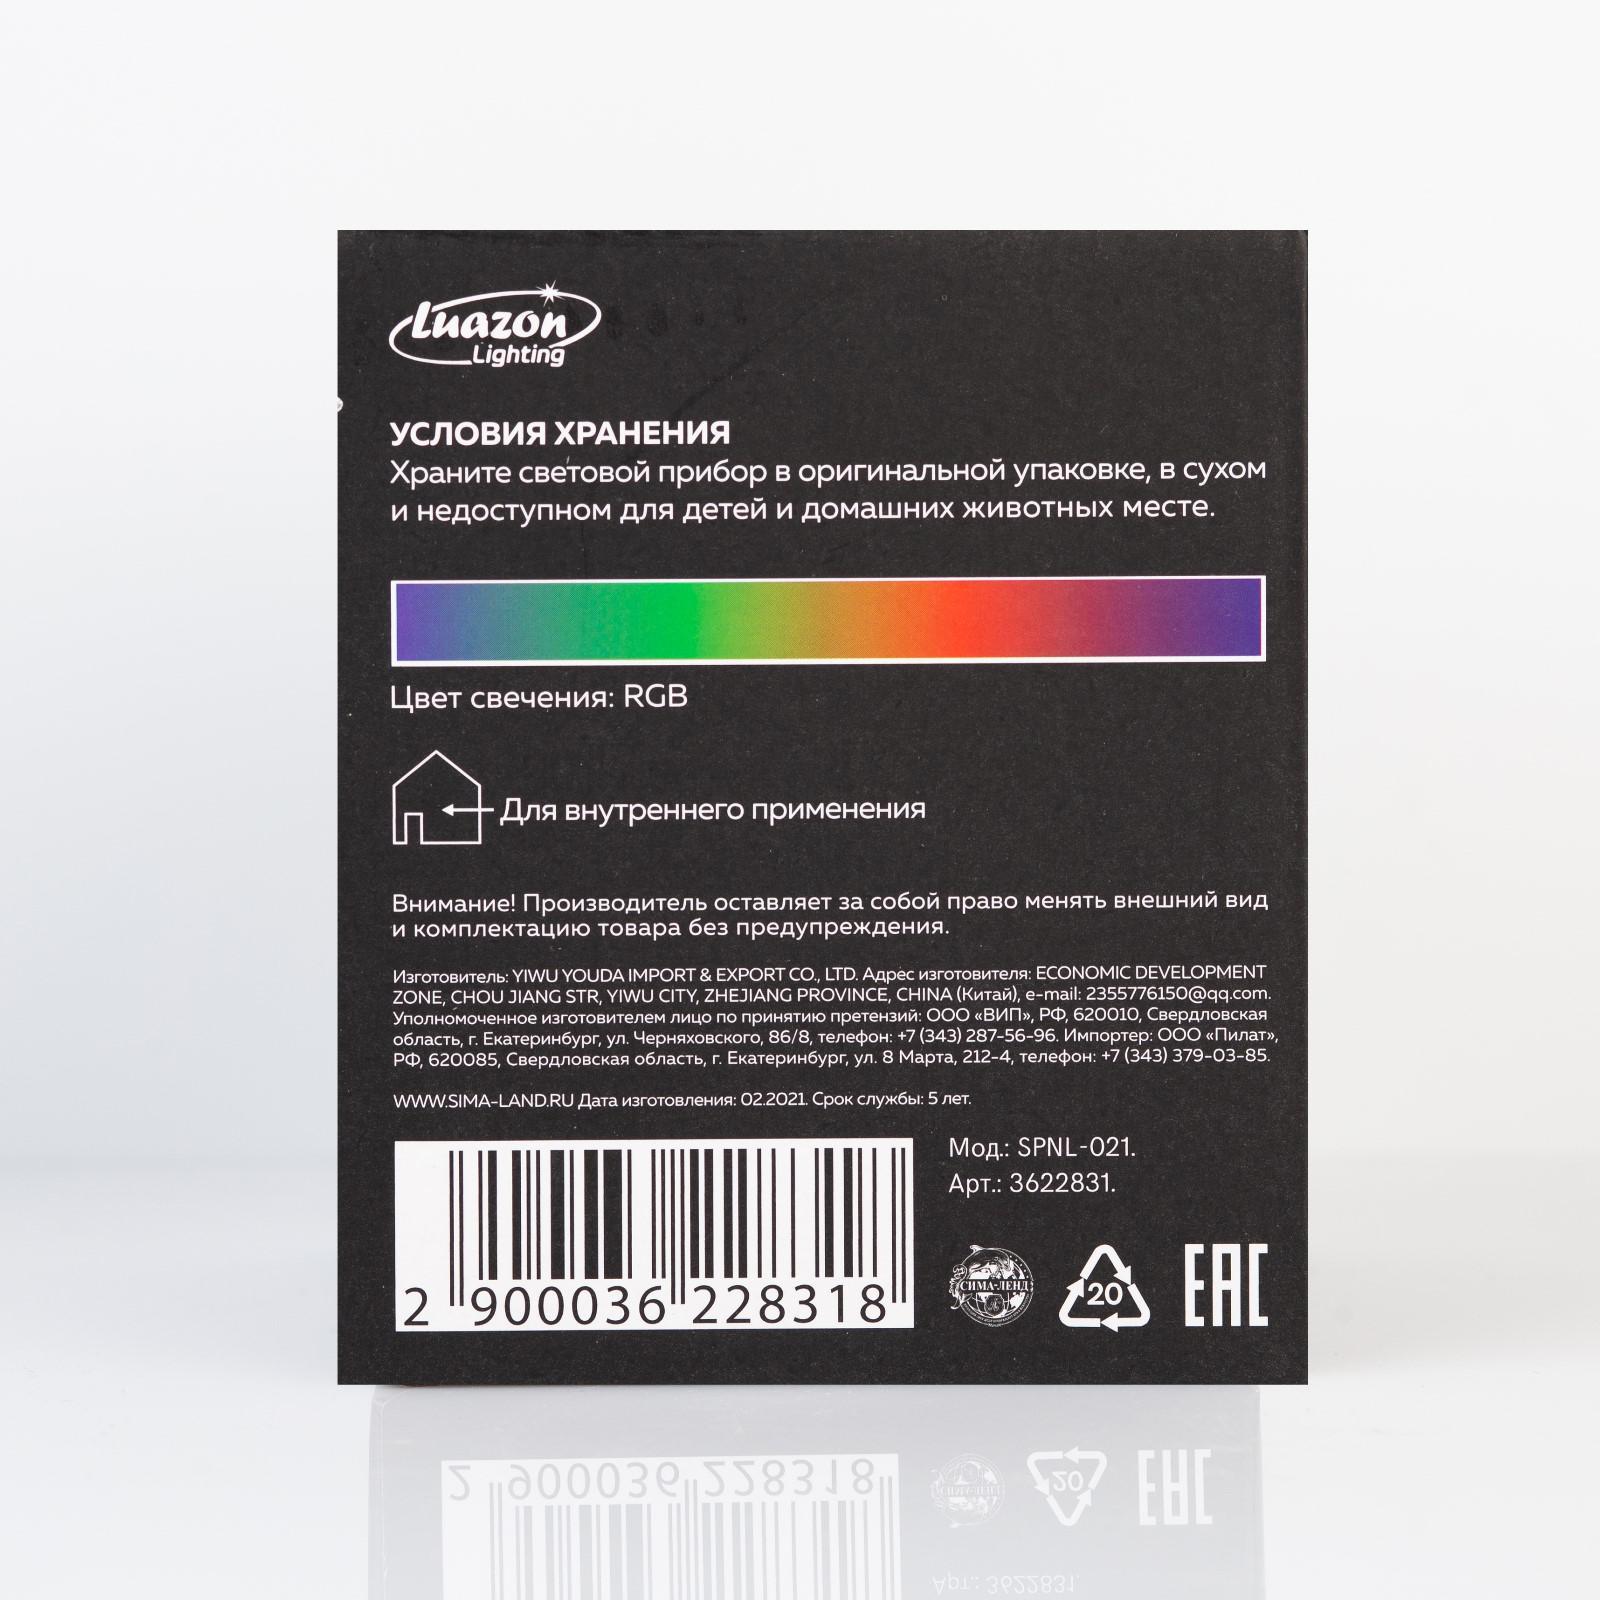 Luazon
Lighting
УСЛОВИЯ ХРАНЕНИЯ
Храните световой прибор в оригинальной упаковке, в сухом
и недоступном для детей и домашних животных месте.
Цвет свечения: RGB
Для внутреннего применения
Внимание! Производитель оставляет за собой право менять внешний вид
и комплектацию товара без предупреждения.
Изготовитель: YIWU YOUDA IMPORT & EXPORT CO., LTD. Адрес изготовителя: ECONOMIC DEVELOPMENT
ZONE, CHOU JIANG STR, YIWU CITY, ZHEJIANG PROVINCE, CHINA (Китай), e-mail: 2355776150@qq.com.
Уполномоченное изготовителем лицо по принятию претензий: ООО «ВИП», РФ, 620010, Свердловская
область, г. Екатеринбург, ул. Черняховского, 86/8, телефон: +7 (343) 287-56-96. Импортер: ООО «Пилат»,
РФ, 620085, Свердловская область, г. Екатеринбург, ул. 8 Марта, 212-4, телефон: +7 (343) 379-03-85.
WWW.SIMA-LAND.RU Дата изготовления: 02.2021. Срок службы: 5 лет.
Мод.: SPNL-021.
Арт.: 3622831.
2 900036 228318
СИМА-ЛЕНД
20
EAC